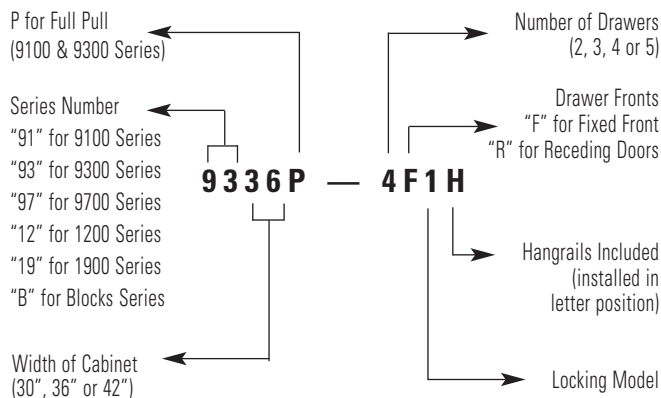 P for Full Pull
(9100 & 9300 Series)
Series Number
“91” for 9100 Series
“93” for 9300 Series
“97” for 9700 Series
“12” for 1200 Series
“19” for 1900 Series
“B” for Blocks Series
Width of Cabinet
(30”, 36” or 42”)
9336P — 4F1H
Number of Drawers
(2, 3, 4 or 5)
Drawer Fronts
“F” for Fixed Front
“R” for Receding Doors
Hangrails Included
(installed in
letter position)
Locking Model